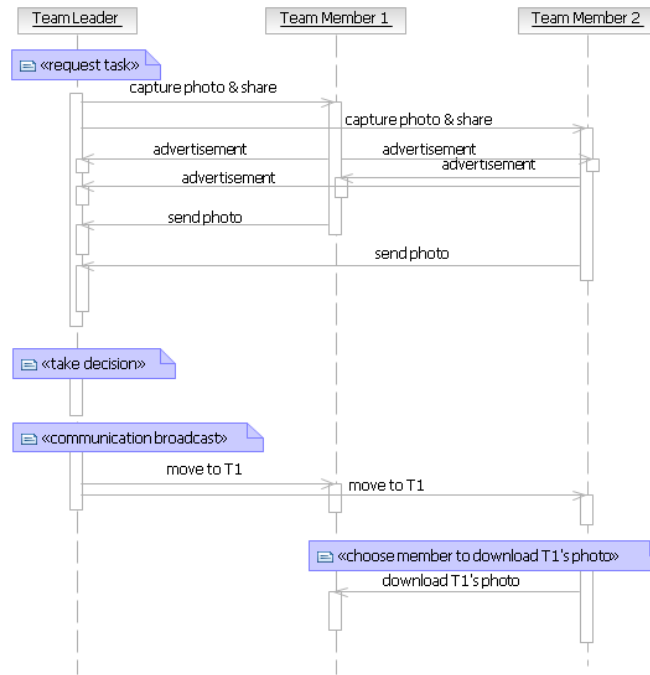 Team Leader
Team Member 1
Team Member 2
«request task»
capture photo & share
capture photo & share
advertisement
advertisement
advertisement
advertisement
send photo
send photo
«take decision»
«communication broadcast»
move to T1
move to T1
«choose member to download T1's photo»
download T1's photo